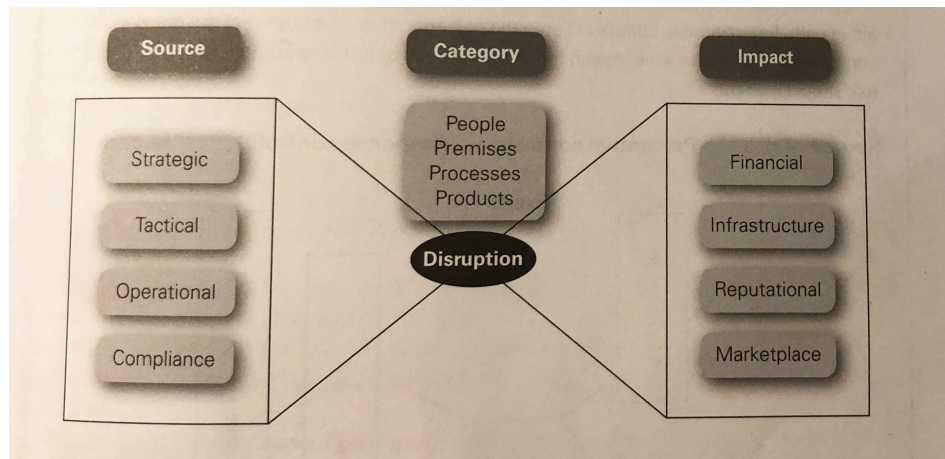 Source
Category
Impact
Strategic
Tactical
Operational
Compliance
People
Premises
Processes
Products
Disruption
Financial
Infrastructure
Reputational
Marketplace